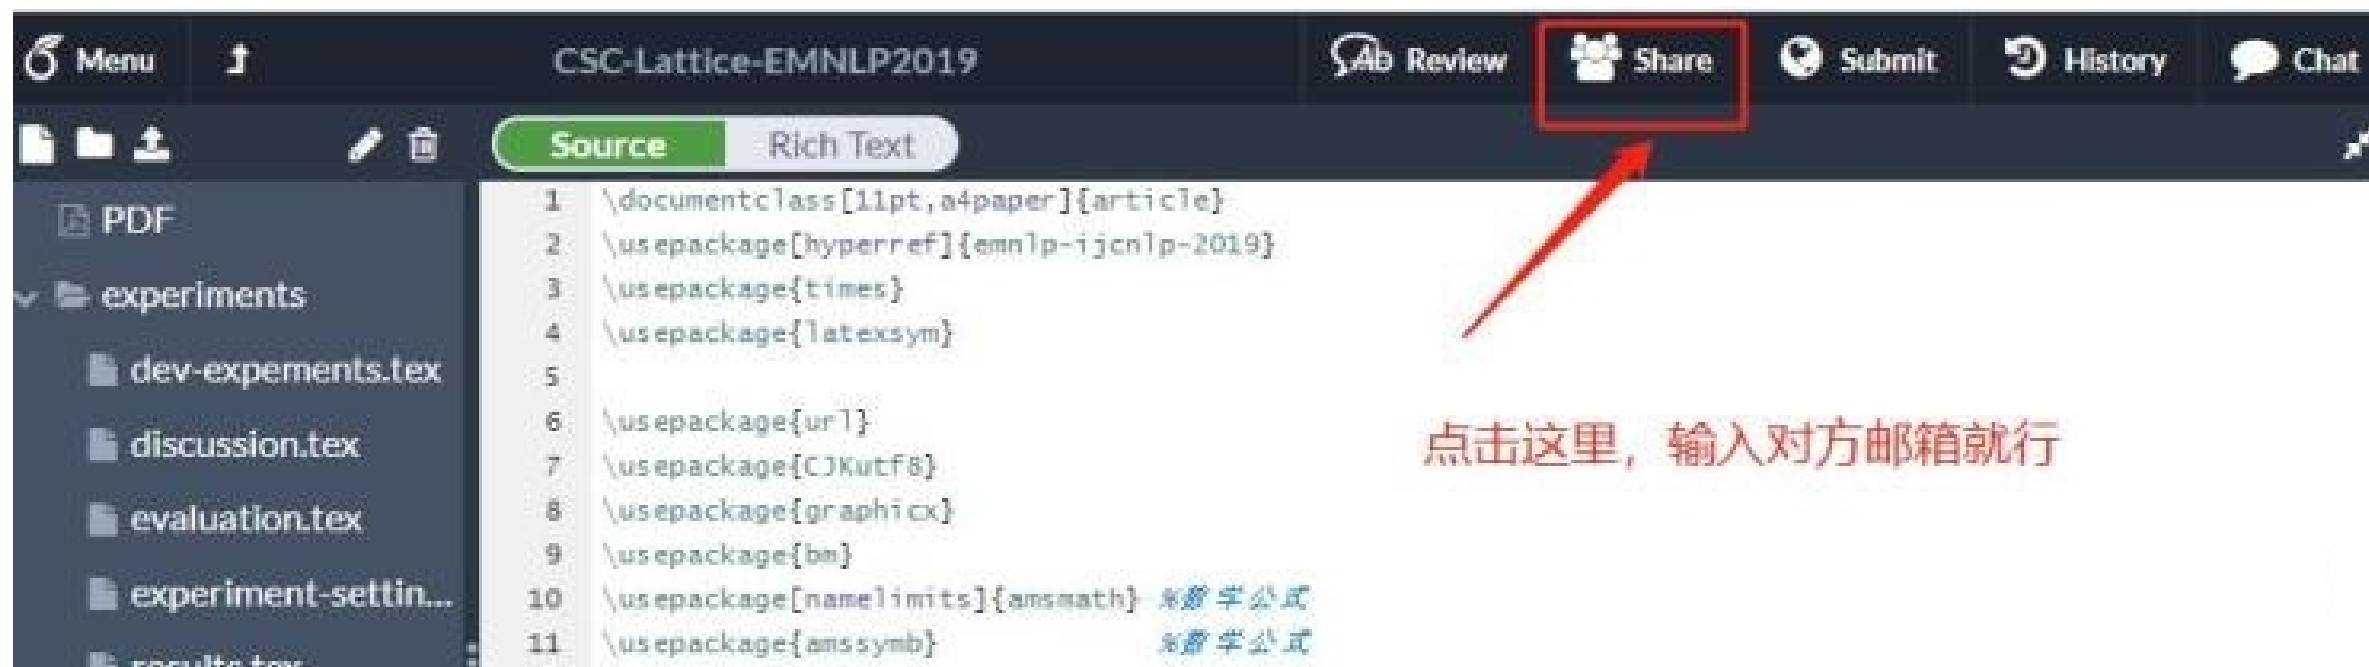 Menu CSC-Lattice-EMNLP2019 Review Share Submit History Chat
Source Rich Text
PDF
experiments
dev-expements.tex
discussion.tex
evaluation.tex
experiment-settin...
results.tex
1 \documentclass[11pt,a4paper]{article}
2 \usepackage[hyperref]{emnlp-ijcnlp-2019}
3 \usepackage{times}
4 \usepackage{latexsym}
5
6 \usepackage{url}
7 \usepackage{CJKutf8}
8 \usepackage{graphicx}
9 \usepackage{bm}
10 \usepackage[namelimits]{amsmath} %数学公式
11 \usepackage{amssymb} %数学公式
点击这里，输入对方邮箱就行